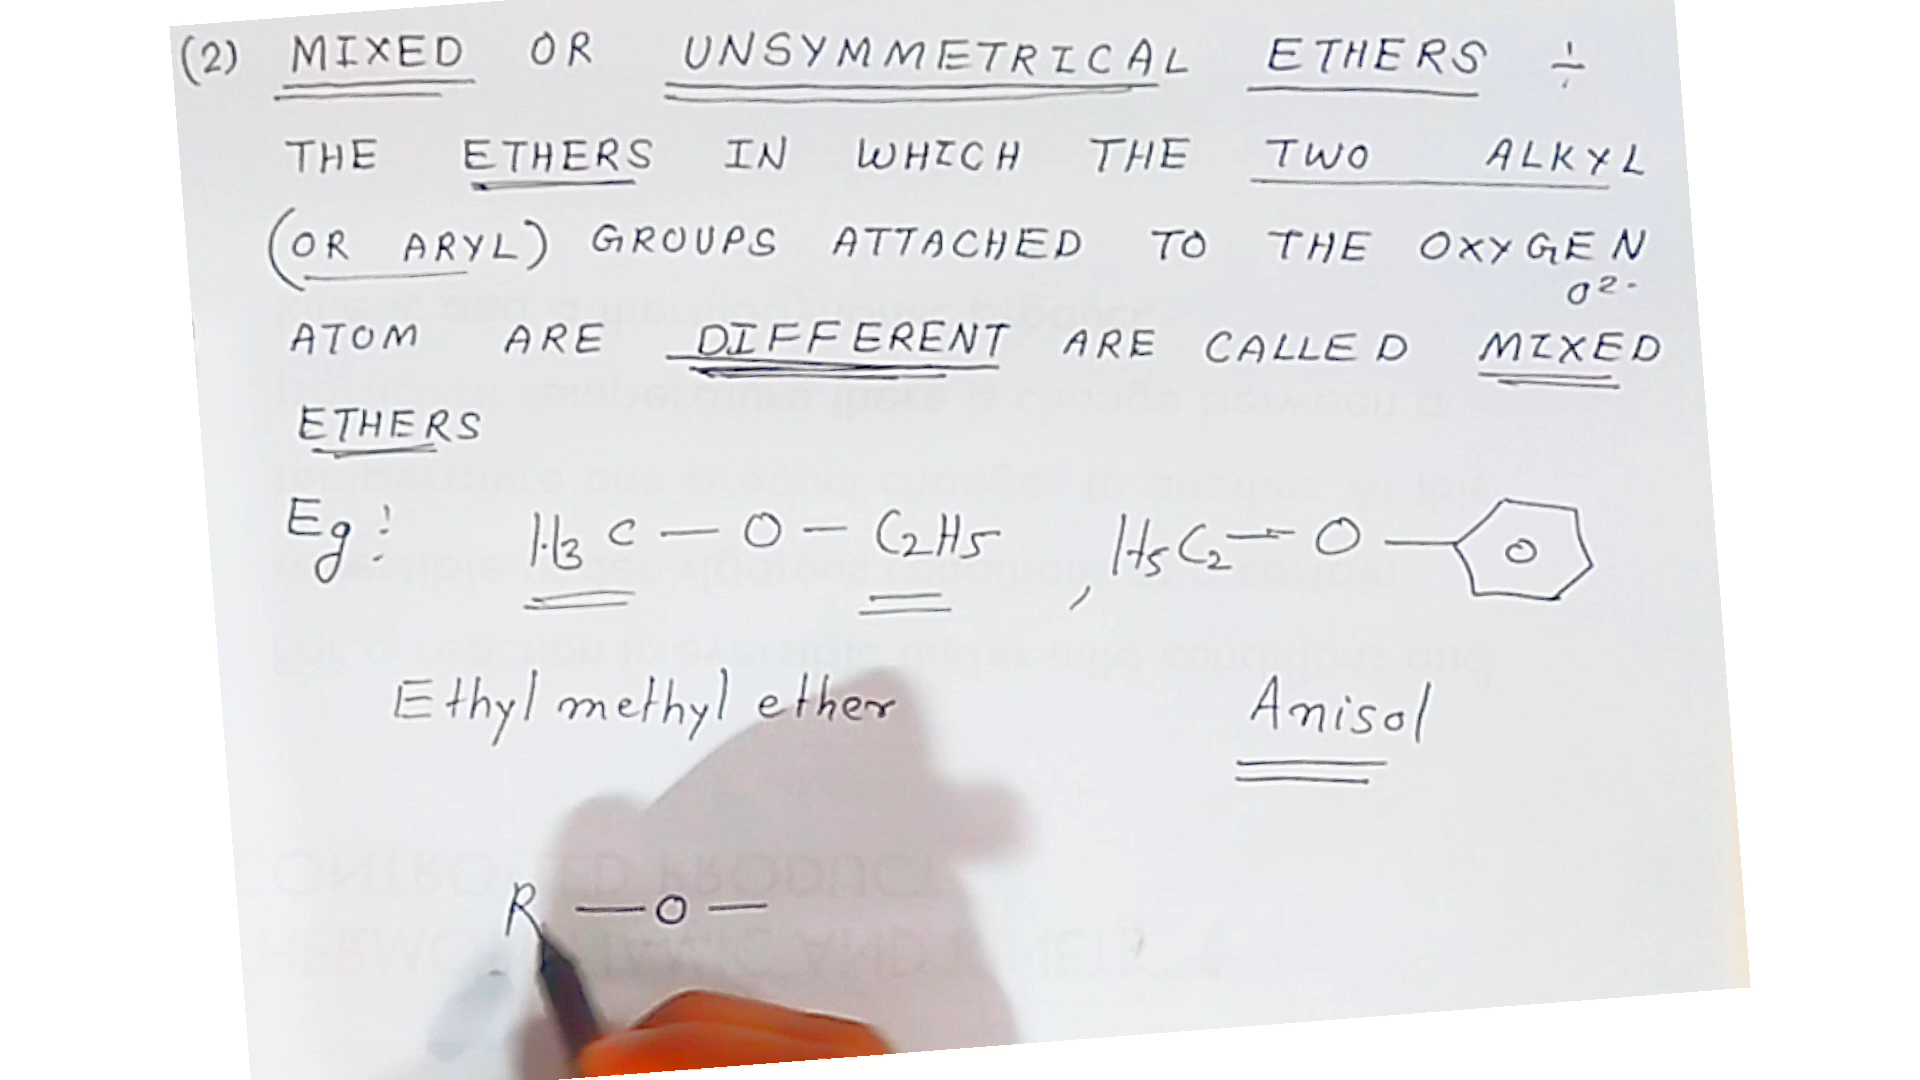 (2) MIXED OR UNSYMMETRICAL ETHERS ÷
THE ETHERS IN WHICH THE TWO ALKYL
(OR ARYL) GROUPS ATTACHED TO THE OXYGEN
O2-
ATOM ARE DIFFERENT ARE CALLED MIXED
ETHERS
Eg: H3C — O — C2H5 , H5C2 — O —
Ethyl methyl ether Anisol
R — O —